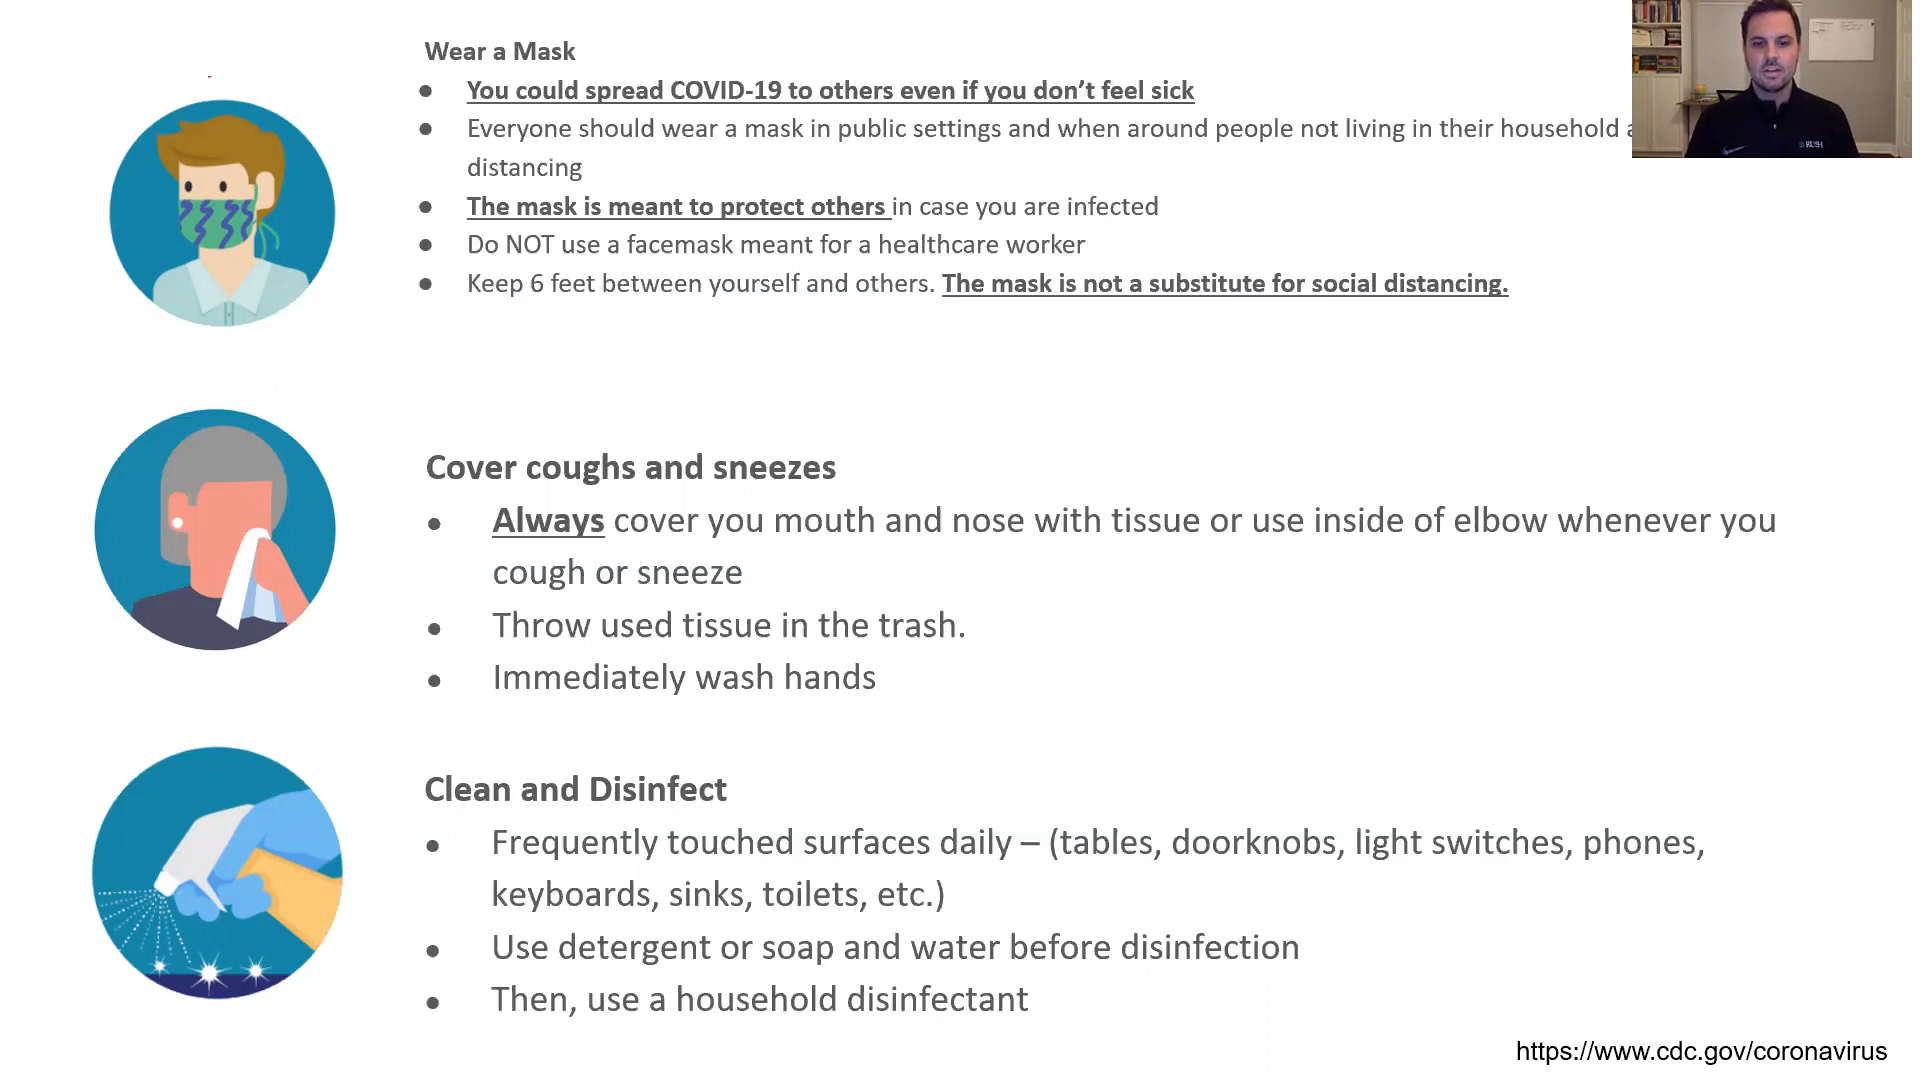 Wear a Mask
● You could spread COVID-19 to others even if you don’t feel sick
● Everyone should wear a mask in public settings and when around people not living in their household
distancing
● The mask is meant to protect others in case you are infected
● Do NOT use a facemask meant for a healthcare worker
● Keep 6 feet between yourself and others. The mask is not a substitute for social distancing.
RUSH
Cover coughs and sneezes
● Always cover you mouth and nose with tissue or use inside of elbow whenever you
cough or sneeze
● Throw used tissue in the trash.
● Immediately wash hands
Clean and Disinfect
● Frequently touched surfaces daily – (tables, doorknobs, light switches, phones,
keyboards, sinks, toilets, etc.)
● Use detergent or soap and water before disinfection
● Then, use a household disinfectant
https://www.cdc.gov/coronavirus